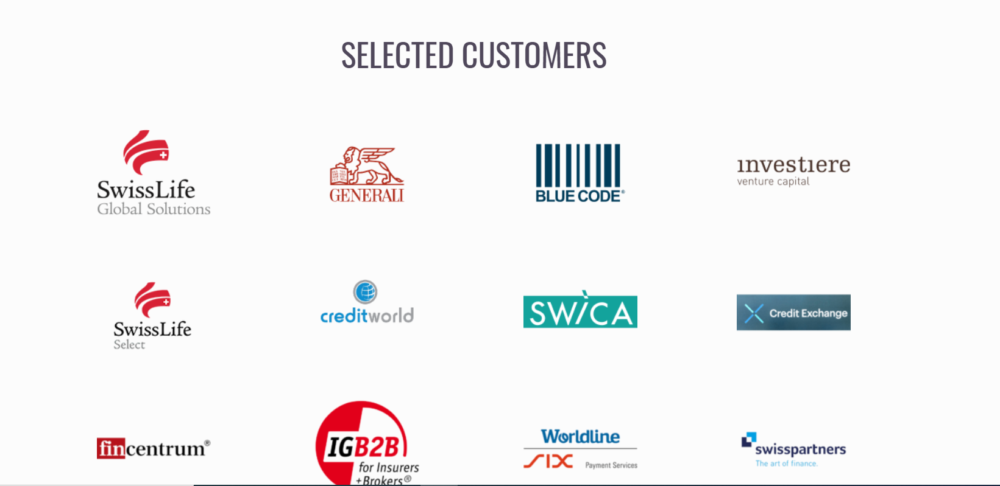 SELECTED CUSTOMERS
SwissLife
Global Solutions
GENERALI
BLUE CODE®
investiere
venture capital
SwissLife
Select
creditworld
SWICA
Credit Exchange
fincentrum®
IGB2B
for Insurers
+Brokers®
Worldline
SIX Payment Services
swisspartners
The art of finance.